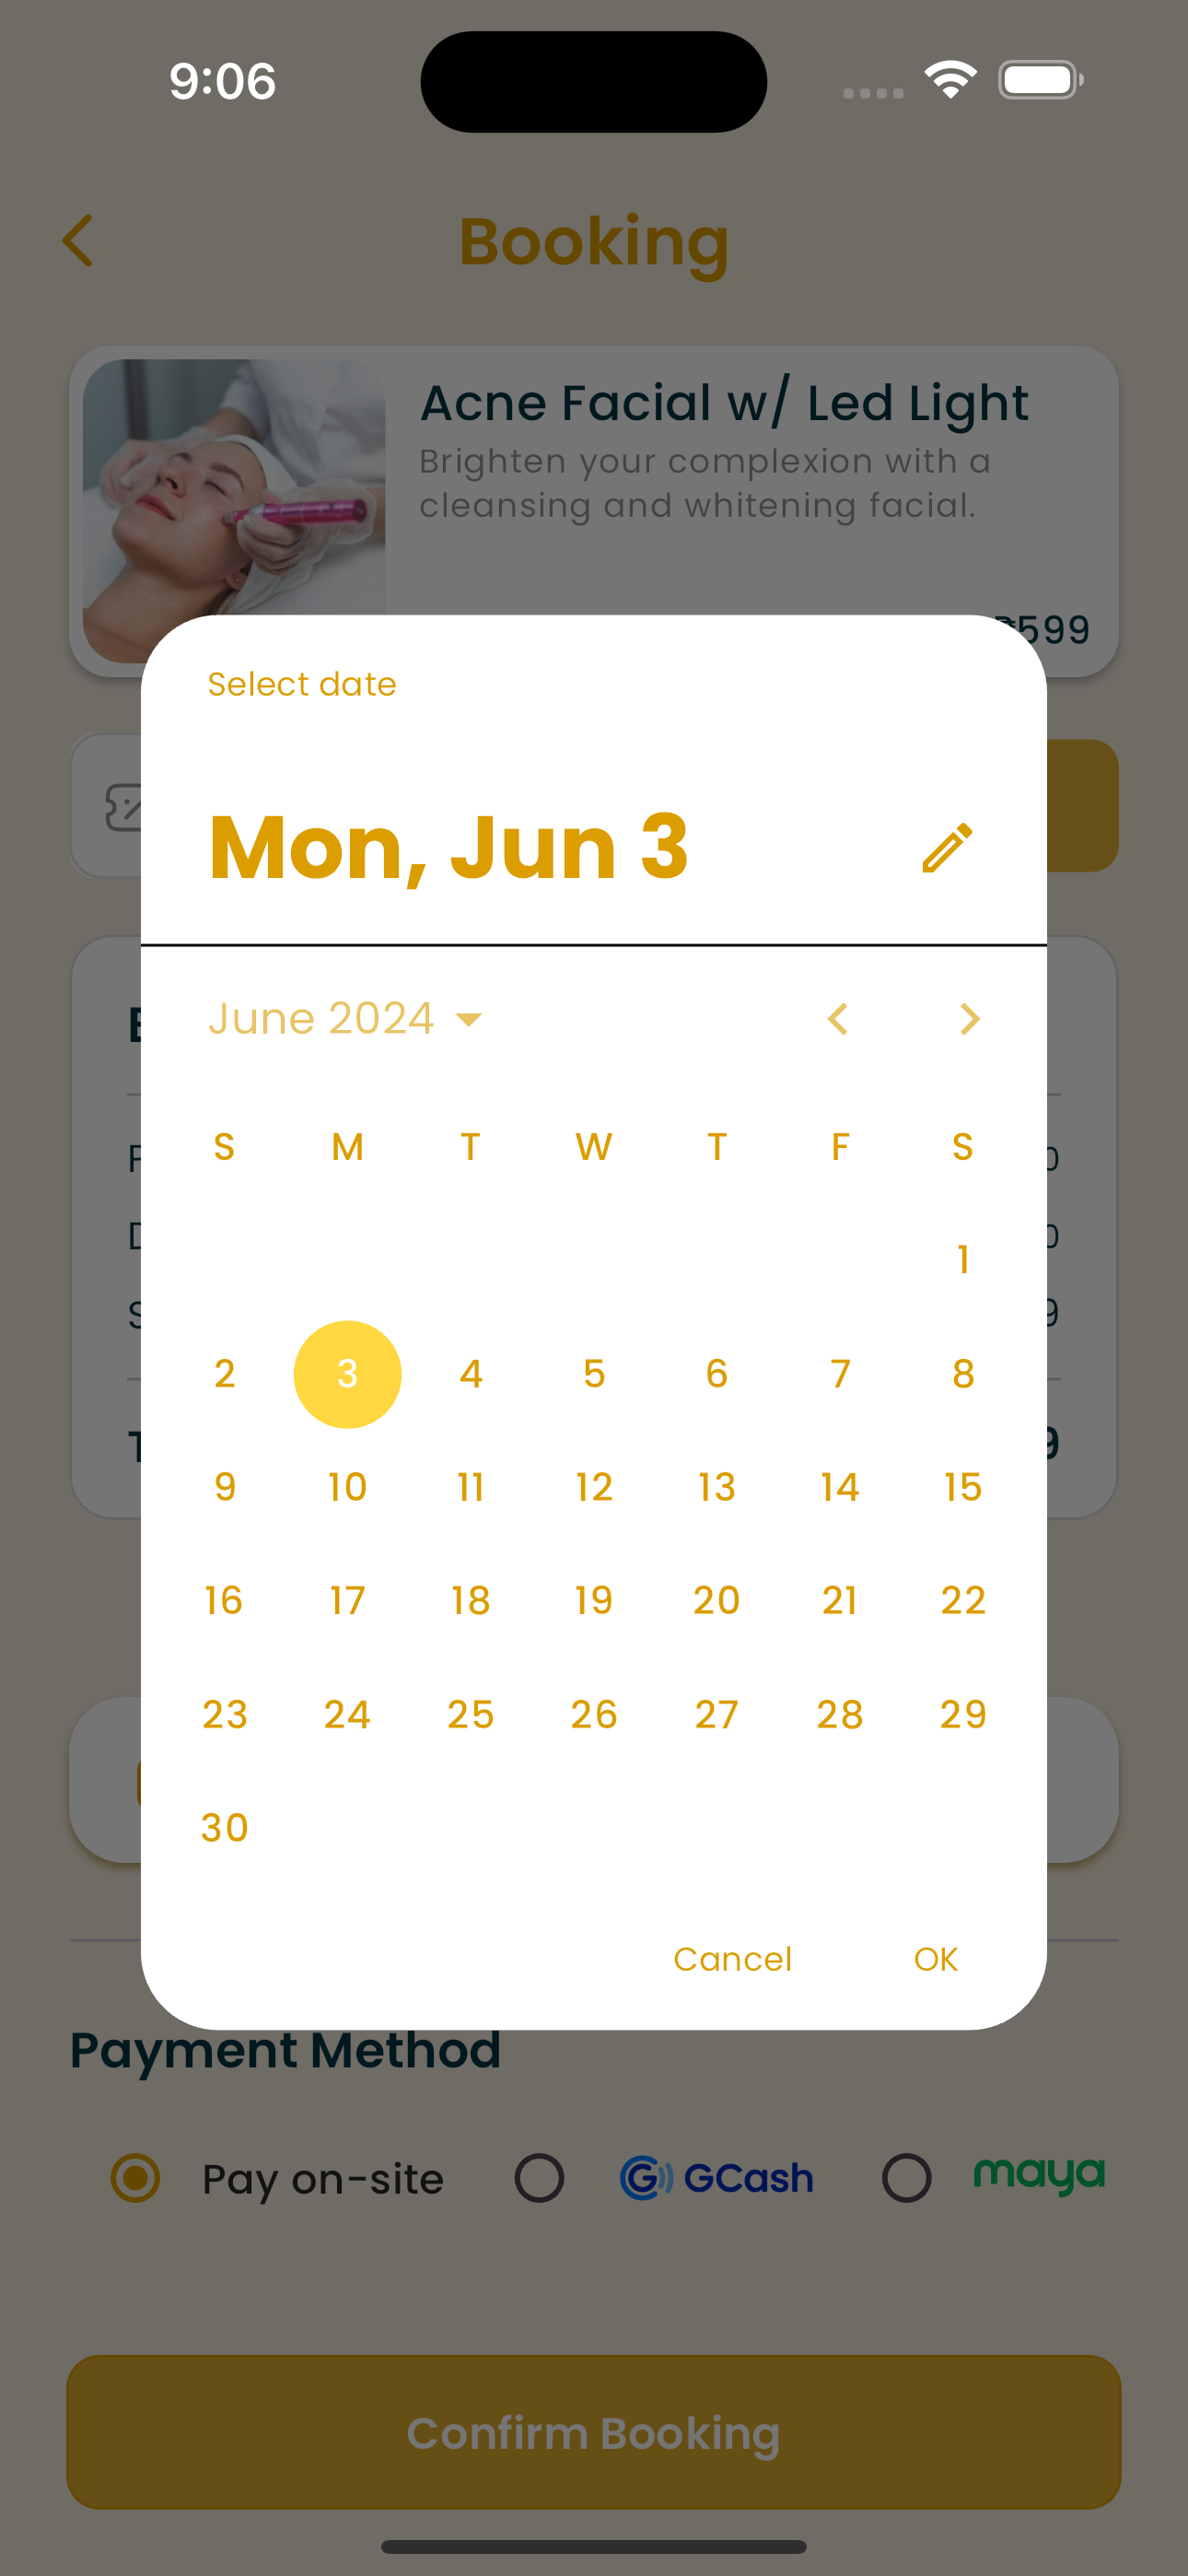 9:06
Booking
Acne Facial w/ Led Light
Brighten your complexion with a
cleansing and whitening facial.
₱599
Select date
Mon, Jun 3
June 2024
S M T W T F S
1
2 3 4 5 6 7 8
9 10 11 12 13 14 15
16 17 18 19 20 21 22
23 24 25 26 27 28 29
30
Cancel OK
Payment Method
Pay on-site GCash maya
Confirm Booking